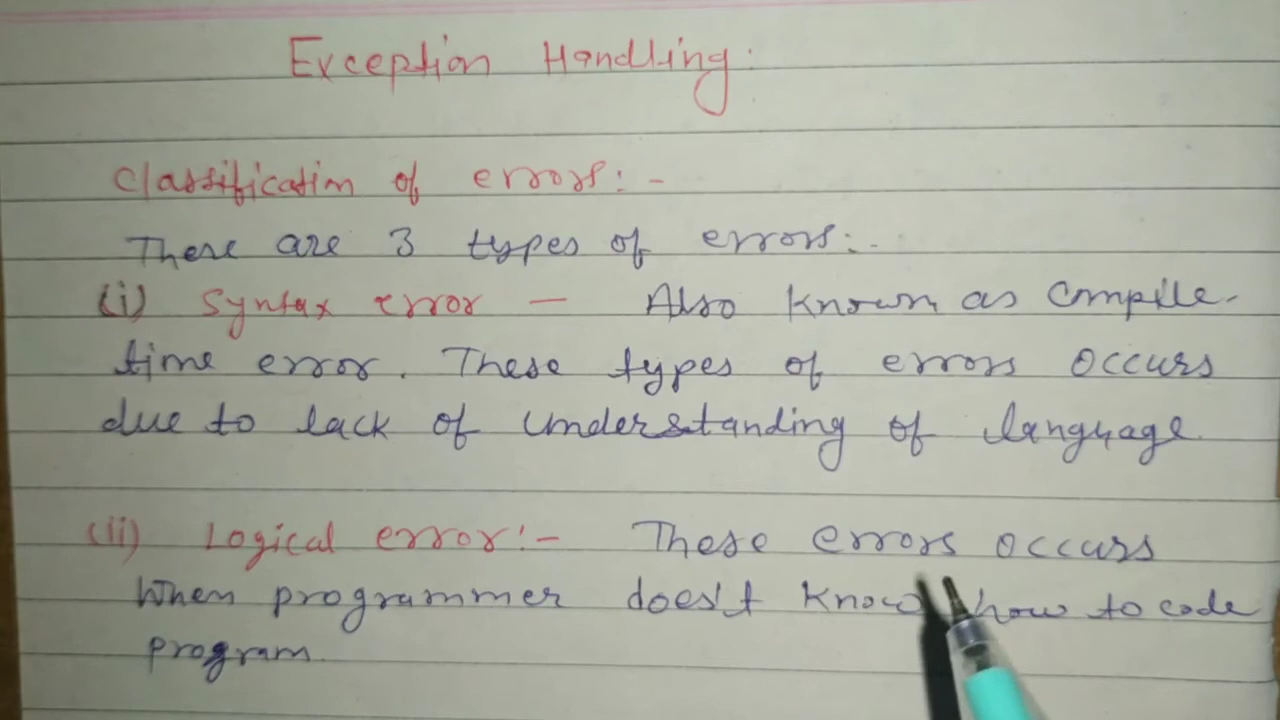 Exception Handling:
Classification of errors:-
There are 3 types of errors:-
(i) Syntax error - Also known as Compile-
time error. These types of errors occurs
due to lack of understanding of language.
(ii) Logical error:- These errors occurs
When programmer does't know how to code
program.